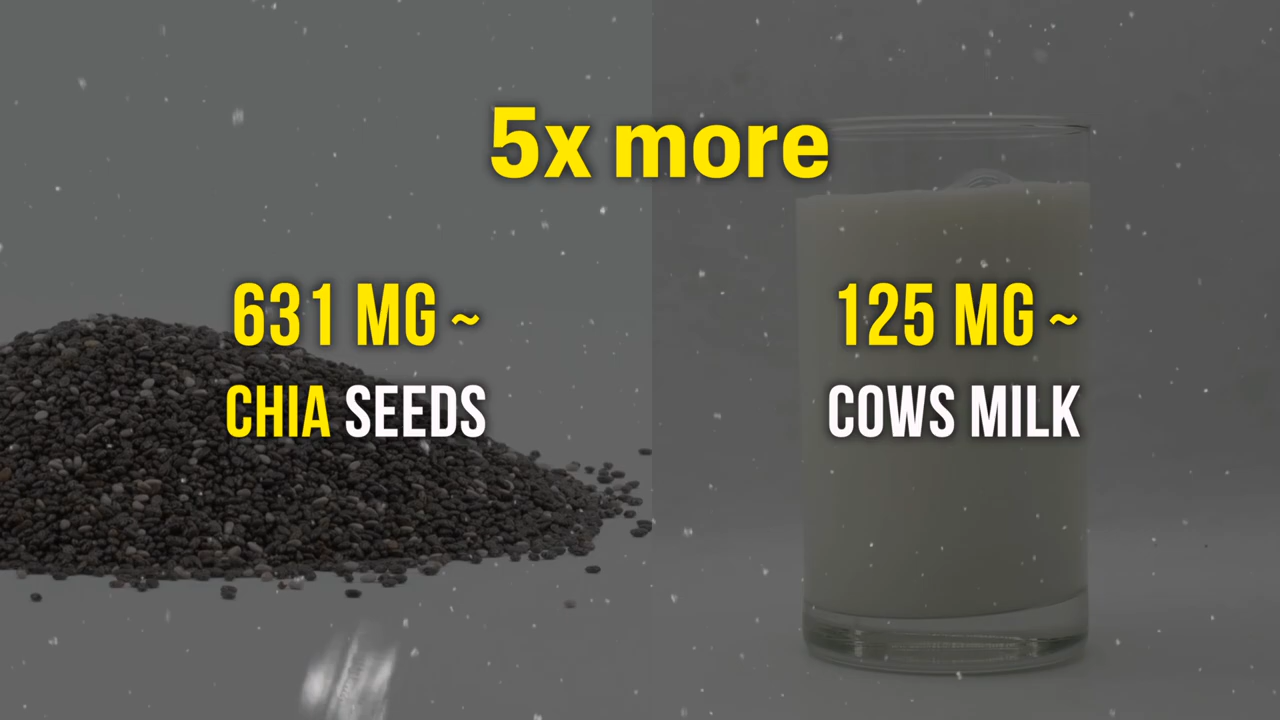 5x more
631 MG ~
CHIA SEEDS
125 MG ~
COWS MILK